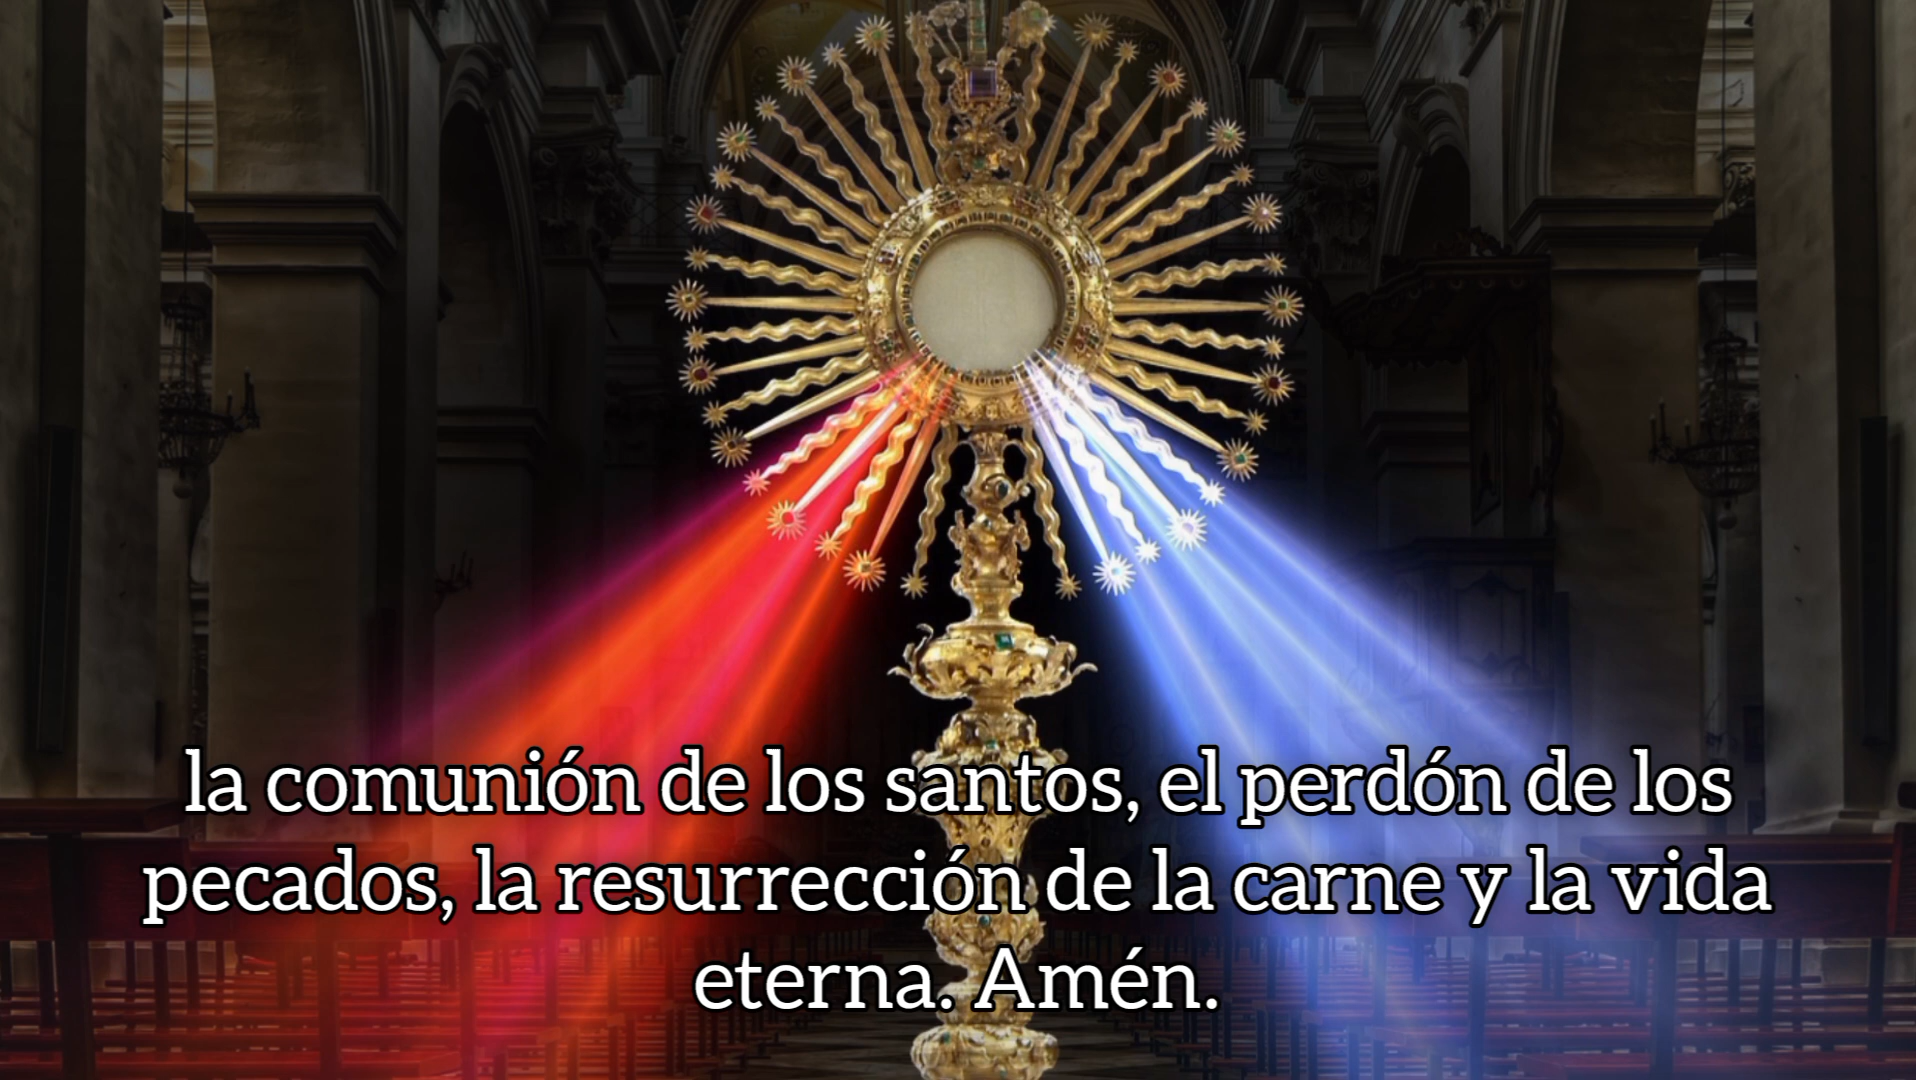 la comunión de los santos, el perdón de los
pecados, la resurrección de la carne y la vida
eterna. Amén.